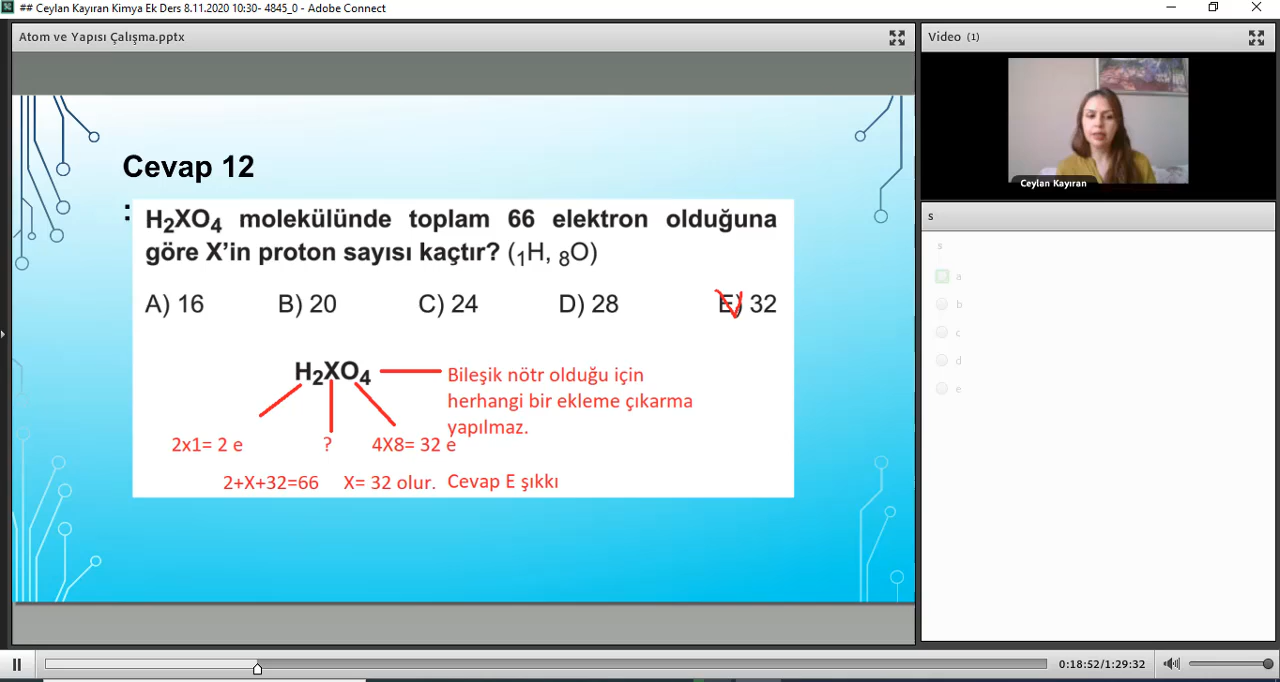 ## Ceylan Kayıran Kimya Ek Ders 8.11.2020 10:30- 4845_0 - Adobe Connect
Atom ve Yapısı Çalışma.pptx
Video (1)
Ceylan Kayıran
s
s
a
b
c
d
e
Cevap 12
:
H₂XO₄ molekülünde toplam 66 elektron olduğuna
göre X'in proton sayısı kaçtır? (₁H, ₈O)
A) 16 B) 20 C) 24 D) 28 E) 32
H₂XO₄
Bileşik nötr olduğu için
herhangi bir ekleme çıkarma
yapılmaz.
2x1= 2 e ? 4X8= 32 e
2+X+32=66 X= 32 olur. Cevap E şıkkı
0:18:52/1:29:32